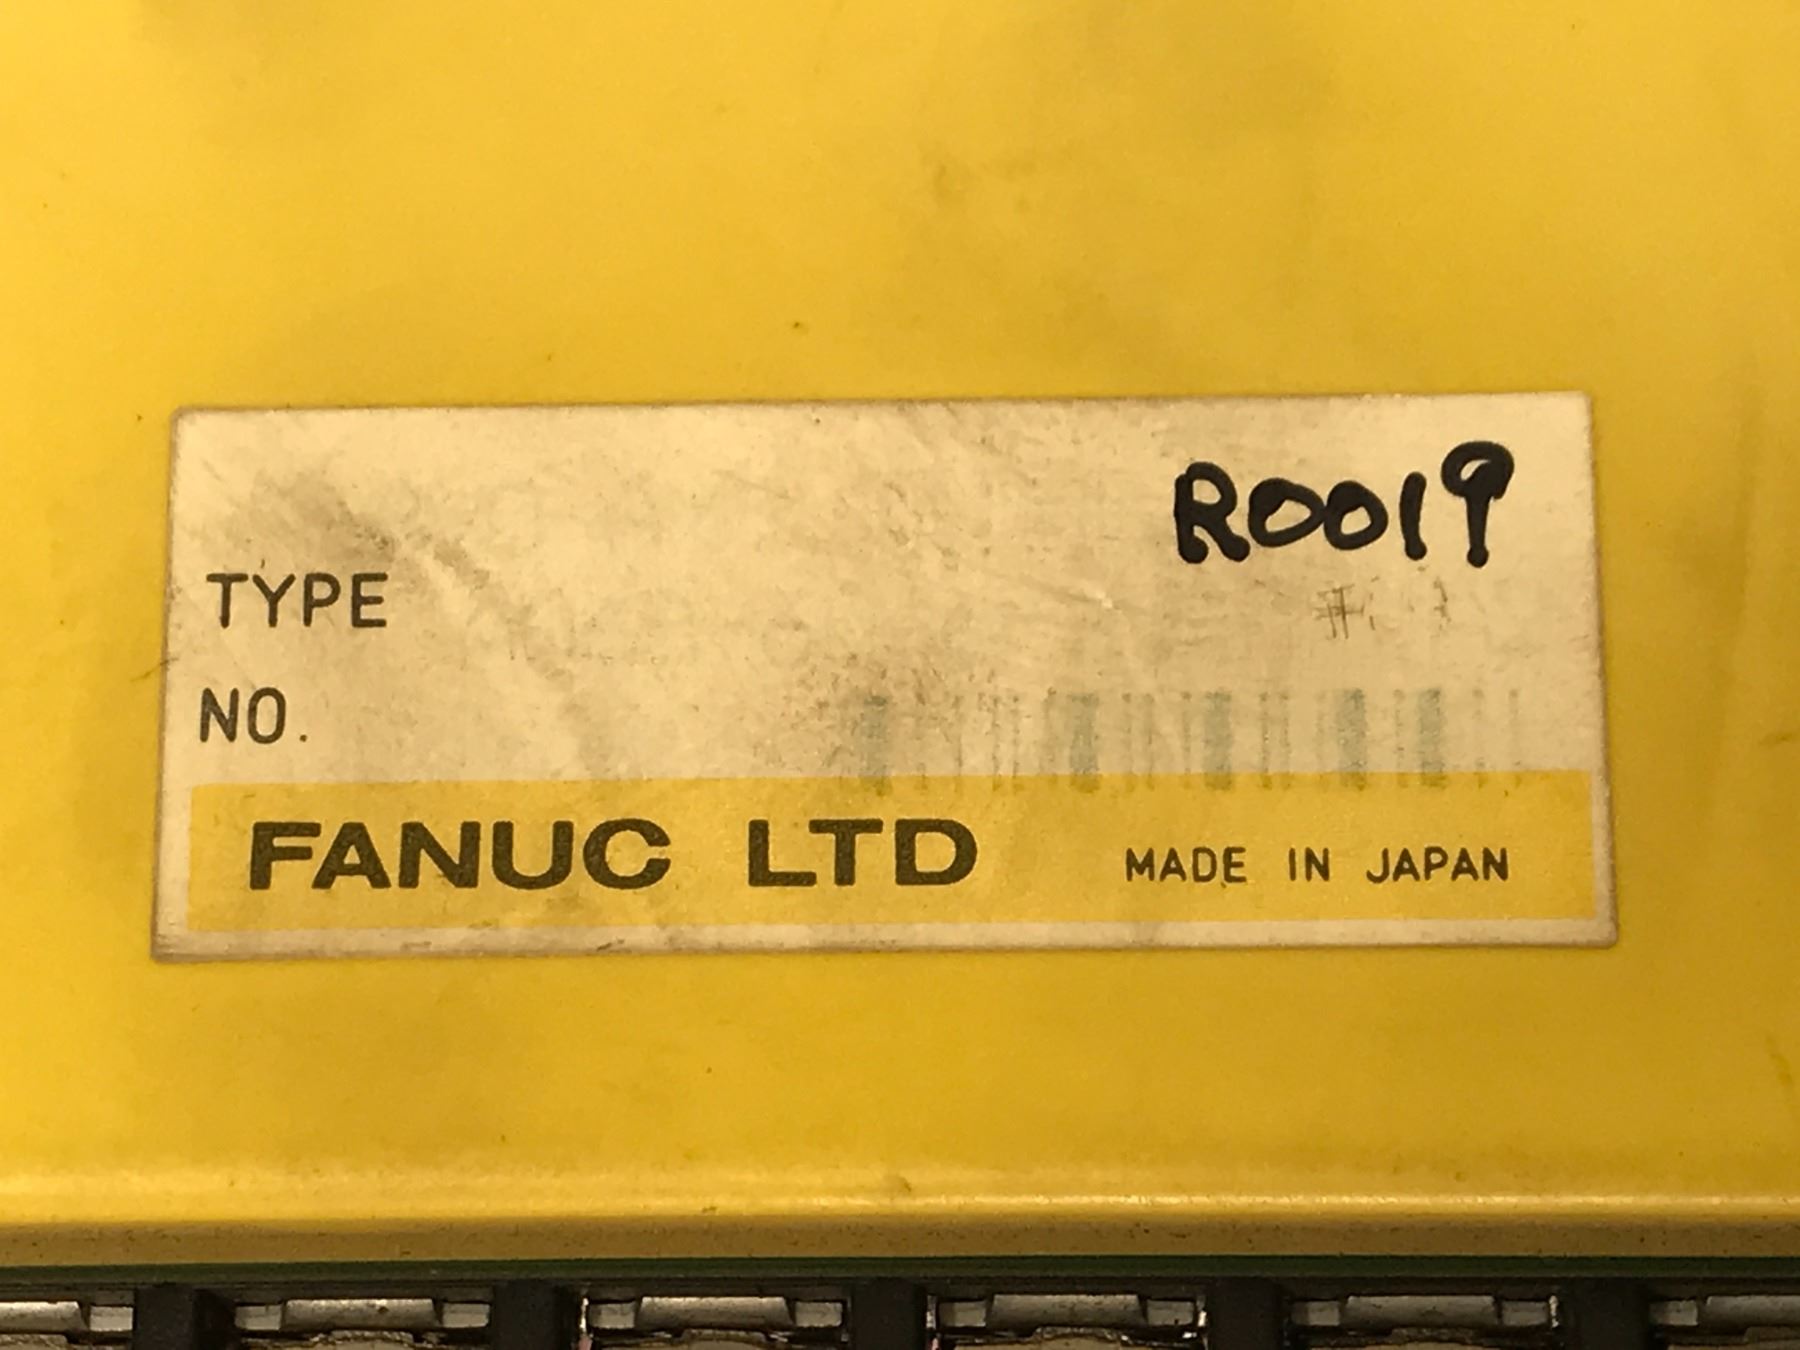 R0019
TYPE
NO.
FANUC LTD MADE IN JAPAN